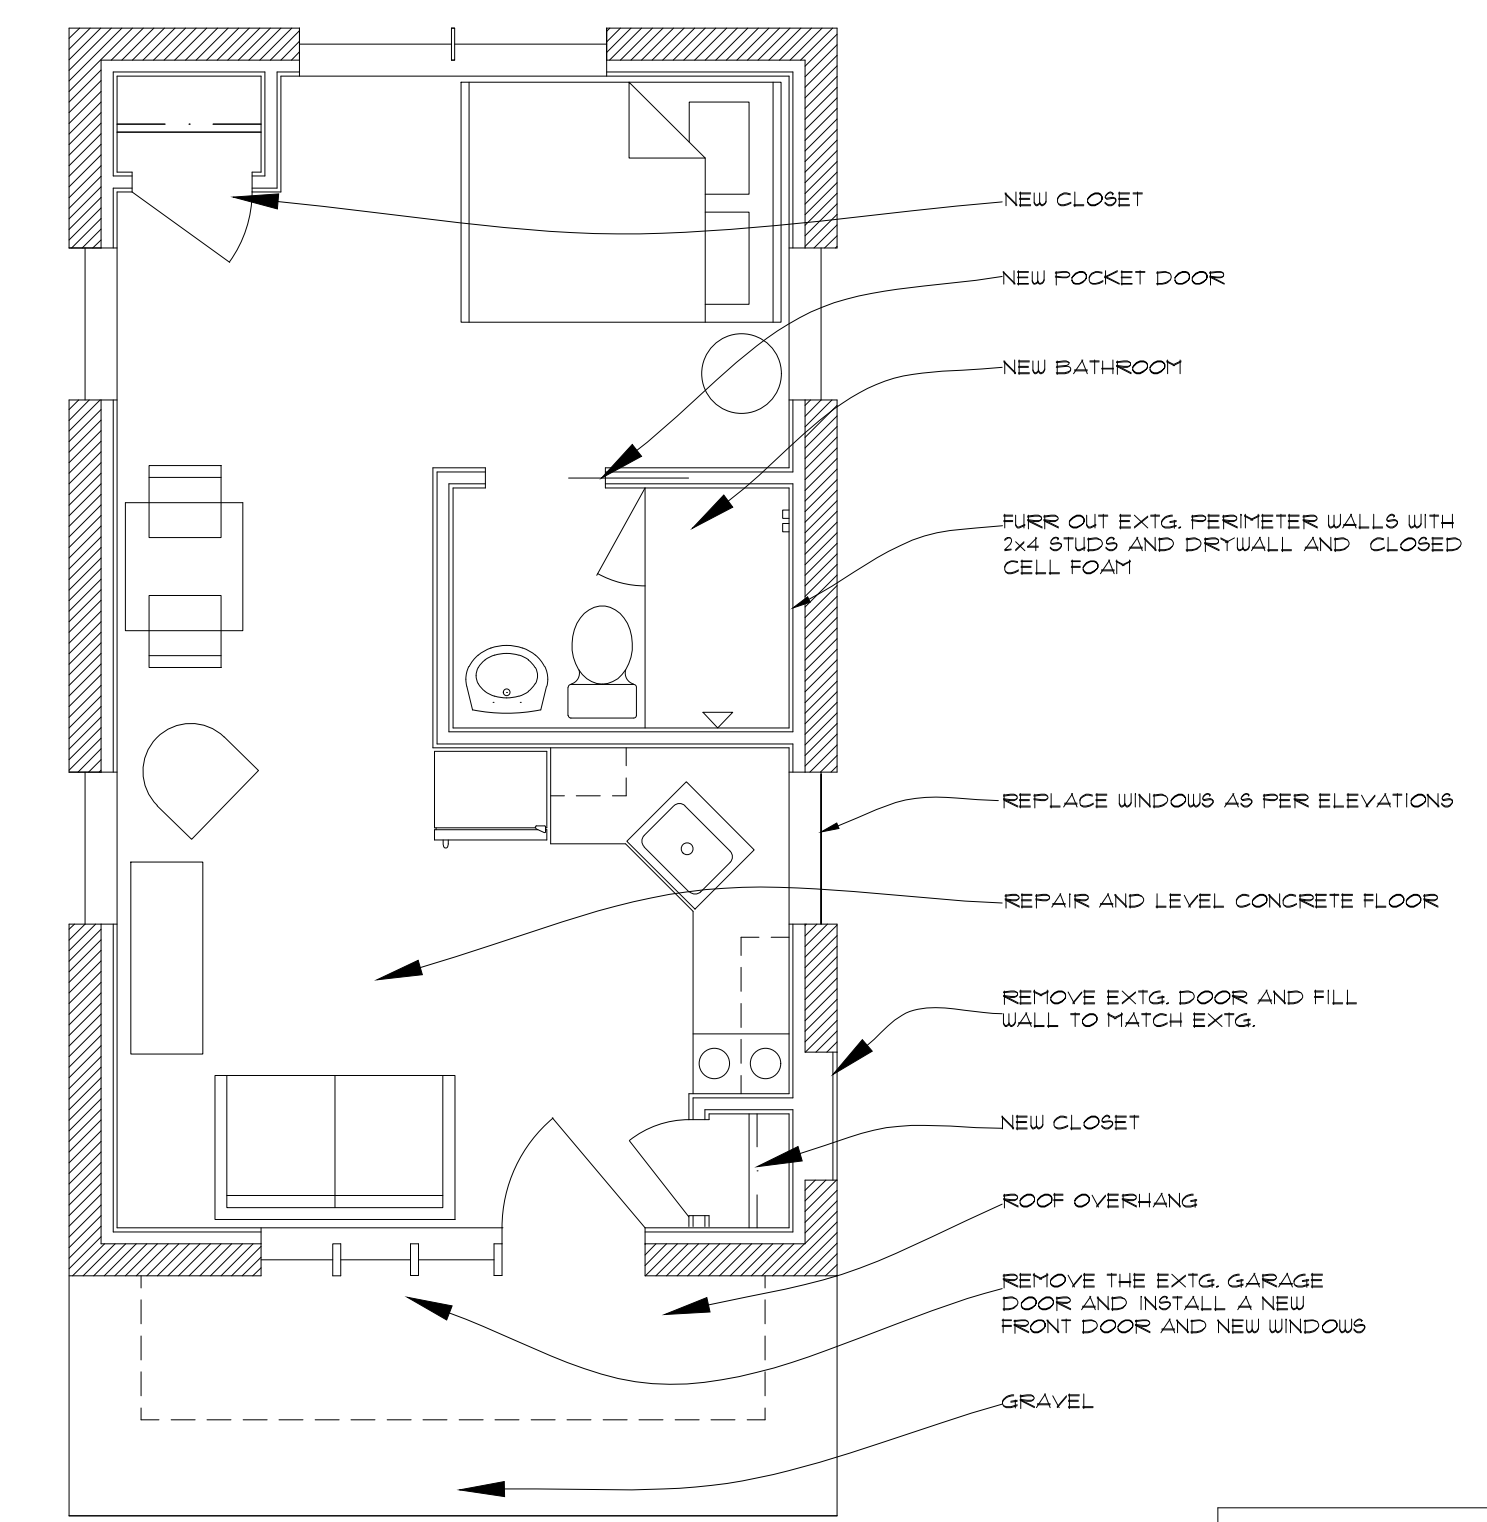 NEW CLOSET
NEW POCKET DOOR
NEW BATHROOM
FURR OUT EXTG. PERIMETER WALLS WITH
2x4 STUDS AND DRYWALL AND CLOSED
CELL FOAM
REPLACE WINDOWS AS PER ELEVATIONS
REPAIR AND LEVEL CONCRETE FLOOR
REMOVE EXTG. DOOR AND FILL
WALL TO MATCH EXTG.
NEW CLOSET
ROOF OVERHANG
REMOVE THE EXTG. GARAGE
DOOR AND INSTALL A NEW
FRONT DOOR AND NEW WINDOWS
GRAVEL